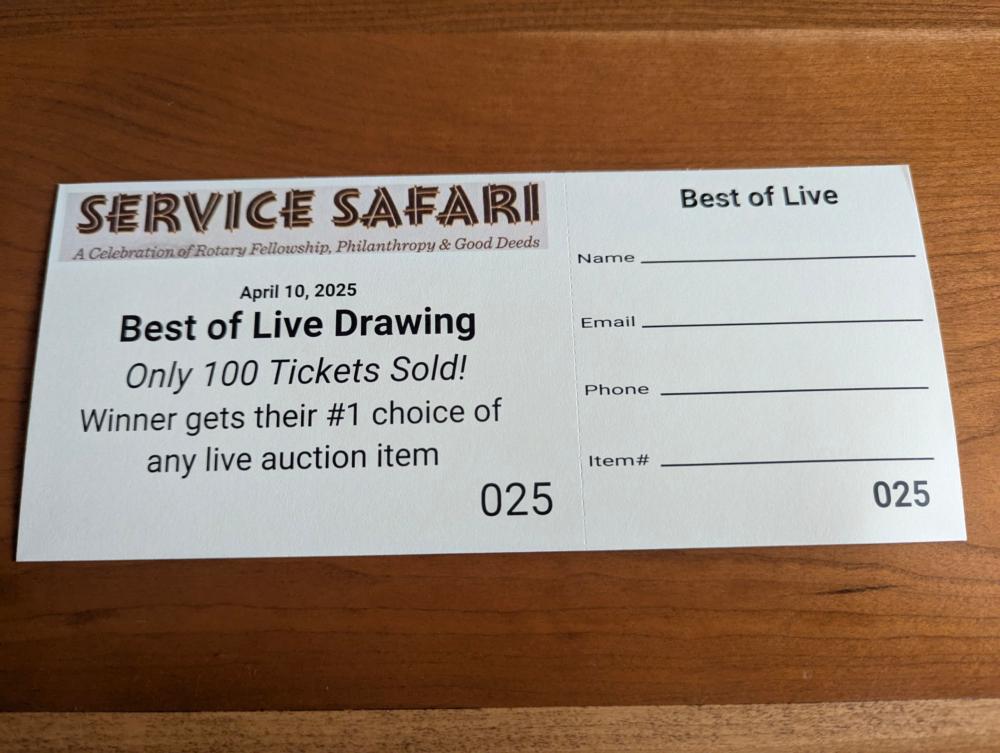 SERVICE SAFARI
A Celebration of Rotary Fellowship, Philanthropy & Good Deeds
April 10, 2025
Best of Live Drawing
Only 100 Tickets Sold!
Winner gets their #1 choice of
any live auction item
025
Best of Live
Name
Email
Phone
Item#
025